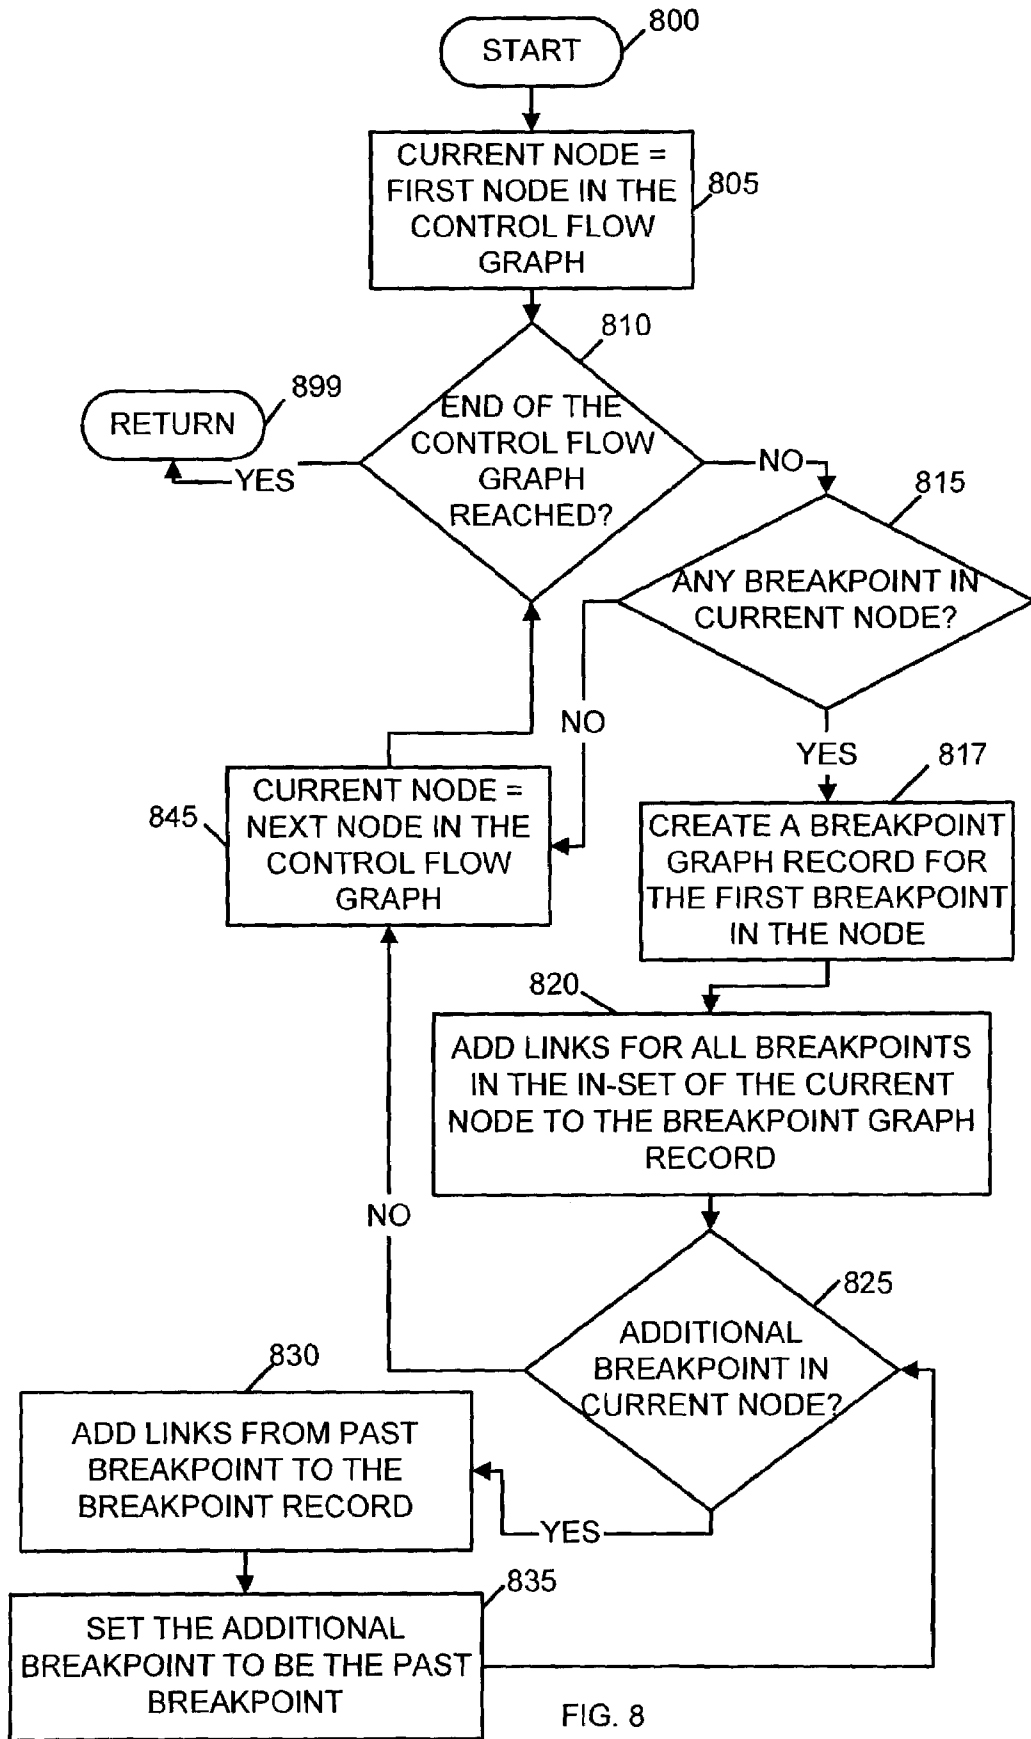 START
800
CURRENT NODE =
FIRST NODE IN THE
CONTROL FLOW
GRAPH
805
810
END OF THE
CONTROL FLOW
GRAPH
REACHED?
899
RETURN
YES
NO
815
ANY BREAKPOINT IN
CURRENT NODE?
NO
YES
817
CURRENT NODE =
NEXT NODE IN THE
CONTROL FLOW
GRAPH
845
CREATE A BREAKPOINT
GRAPH RECORD FOR
THE FIRST BREAKPOINT
IN THE NODE
820
ADD LINKS FOR ALL BREAKPOINTS
IN THE IN-SET OF THE CURRENT
NODE TO THE BREAKPOINT GRAPH
RECORD
NO
825
ADDITIONAL
BREAKPOINT IN
CURRENT NODE?
830
ADD LINKS FROM PAST
BREAKPOINT TO THE
BREAKPOINT RECORD
YES
835
SET THE ADDITIONAL
BREAKPOINT TO BE THE PAST
BREAKPOINT
FIG. 8